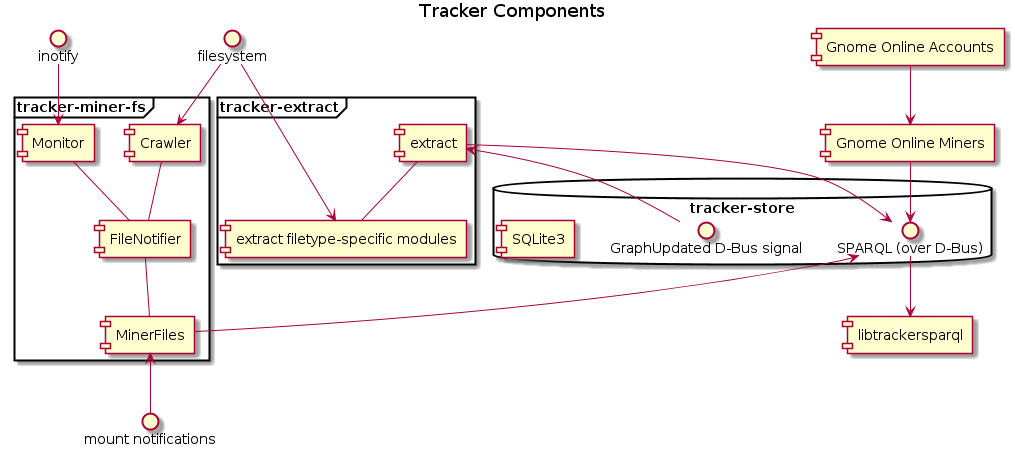 Tracker Components
inotify
filesystem
Gnome Online Accounts
tracker-miner-fs
tracker-extract
Monitor
Crawler
extract
Gnome Online Miners
tracker-store
FileNotifier
extract filetype-specific modules
SQLite3
GraphUpdated D-Bus signal
SPARQL (over D-Bus)
MinerFiles
libtrackersparql
mount notifications